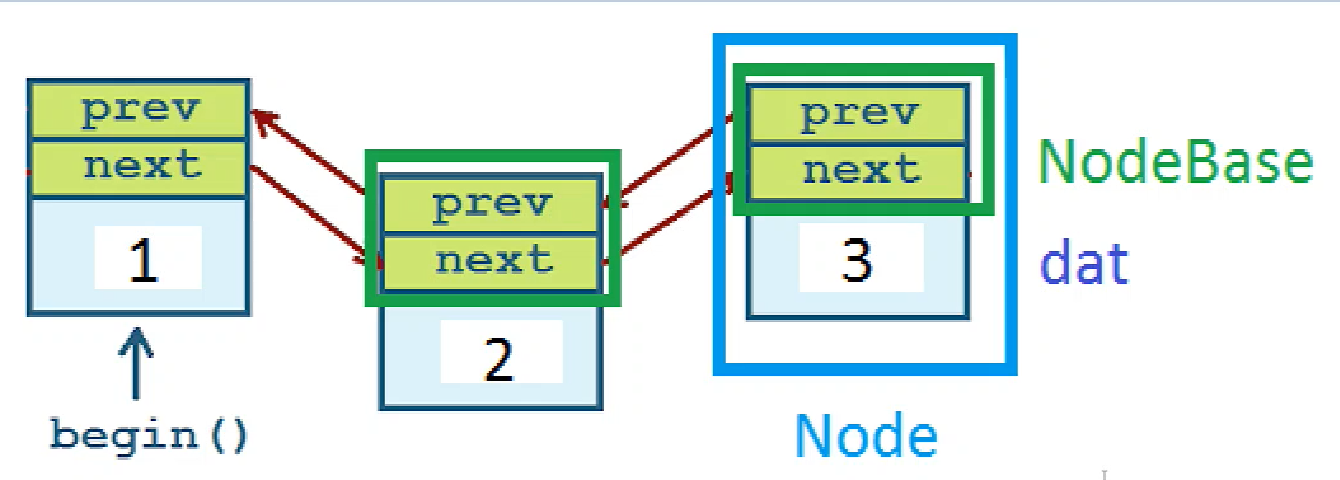 prev
next
1
begin()
prev
next
2
prev
next
3
Node
NodeBase
dat